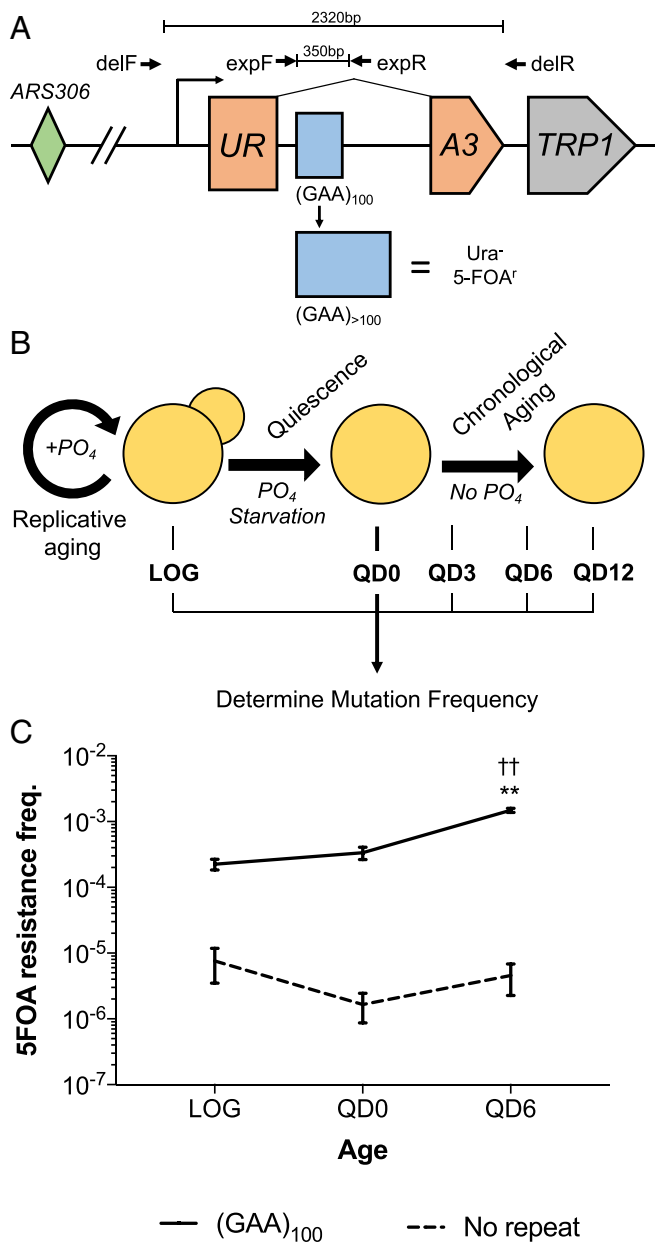 A
2320bp
delF
expF
350bp
expR
delR
ARS306
UR
A3
TRP1
(GAA)100
(GAA)>100
=
Ura-
5-FOAr
B
+PO4
Replicative
aging
Quiescence
PO4
Starvation
Chronological
Aging
No PO4
LOG
QD0
QD3
QD6
QD12
Determine Mutation Frequency
C
5FOA resistance freq.
10-2
10-3
10-4
10-5
10-6
10-7
††
**
LOG
QD0
QD6
Age
(GAA)100
No repeat